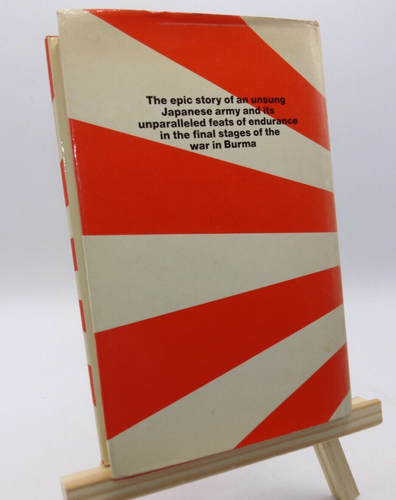 The epic story of an unsung
Japanese army and its
unparalleled feats of endurance
in the final stages of the
war in Burma